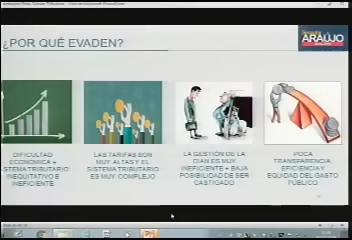 ¿POR QUÉ EVADEN?
ARAÚJO
DIFICULTAD
ECONOMICA +
SISTEMA TRIBUTARIO
INEQUITATIVO E
INEFICIENTE
LAS TARIFAS SON
MUY ALTAS Y EL
SISTEMA TRIBUTARIO
ES MUY COMPLEJO
LA GESTIÓN DE LA
DIAN ES MUY
INEFICIENTE + BAJA
POSIBILIDAD DE SER
CASTIGADO
POCA
TRANSPARENCIA,
EFICIENCIA Y
EQUIDAD DEL GASTO
PÚBLICO